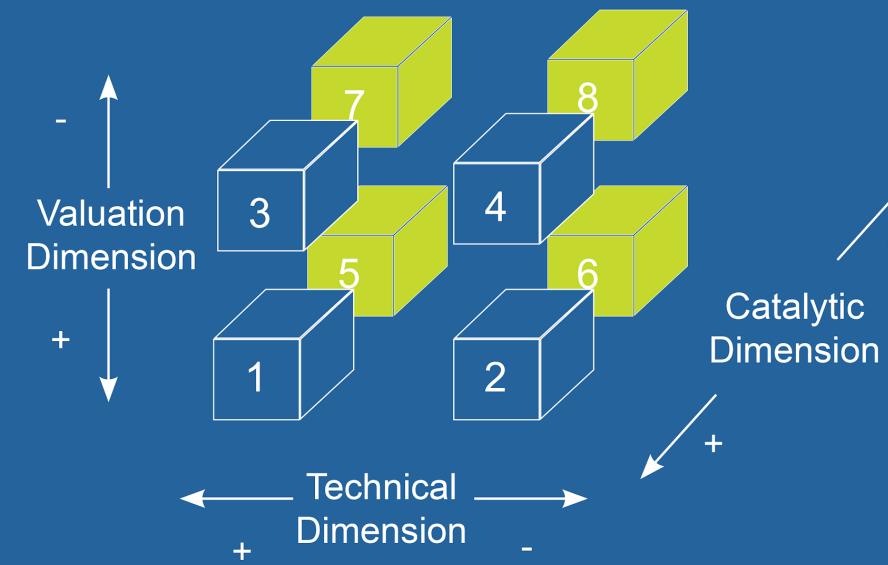 7
8
-
3
4
Valuation
Dimension
5
6
Catalytic
Dimension
+
1
2
+
Technical
Dimension
+
-